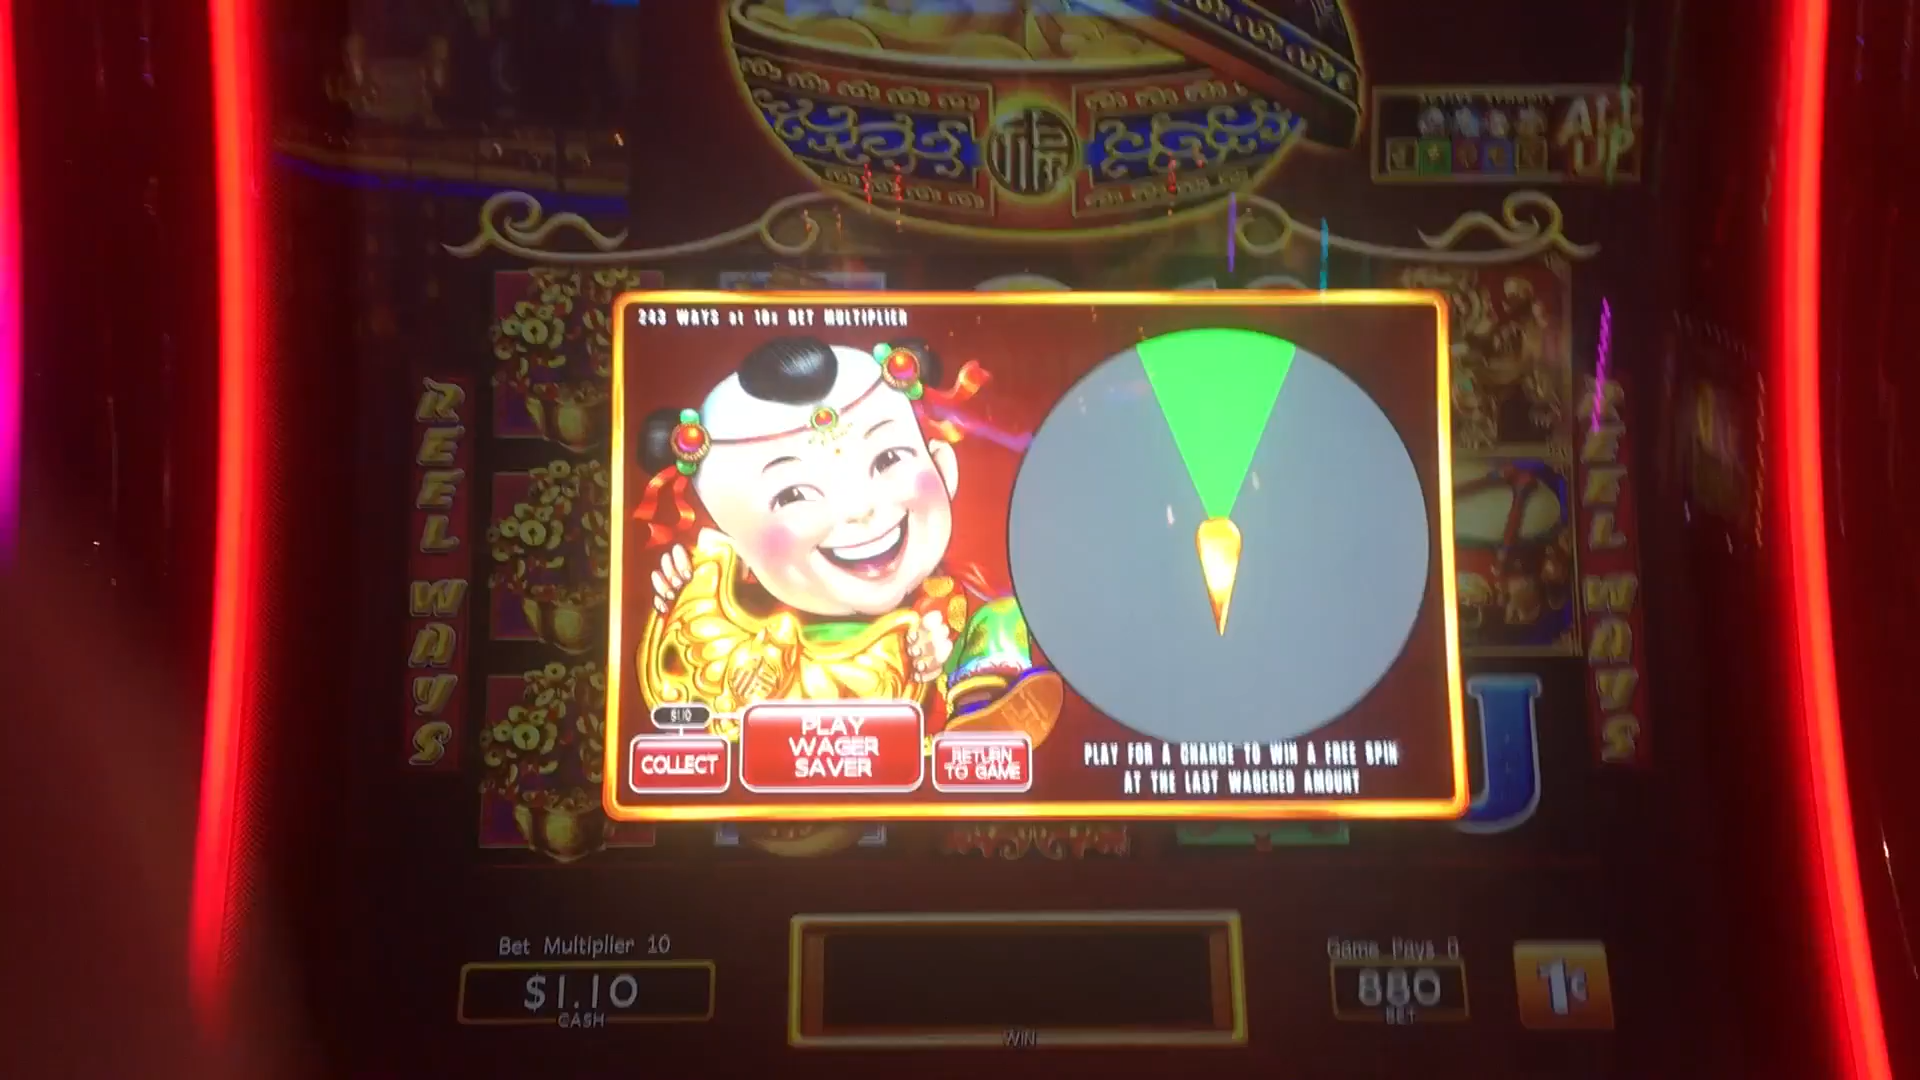 ALL
UP
243 WAYS at 10x BET MULTIPLIER
REEL WAYS
REEL WAYS
$1.10
COLLECT
PLAY
WAGER
SAVER
RETURN
TO GAME
PLAY FOR A CHANCE TO WIN A FREE SPIN
AT THE LAST WAGERED AMOUNT
J
Bet Multiplier 10
$1.10
CASH
WIN
Game Pays 0
880
BET
1¢